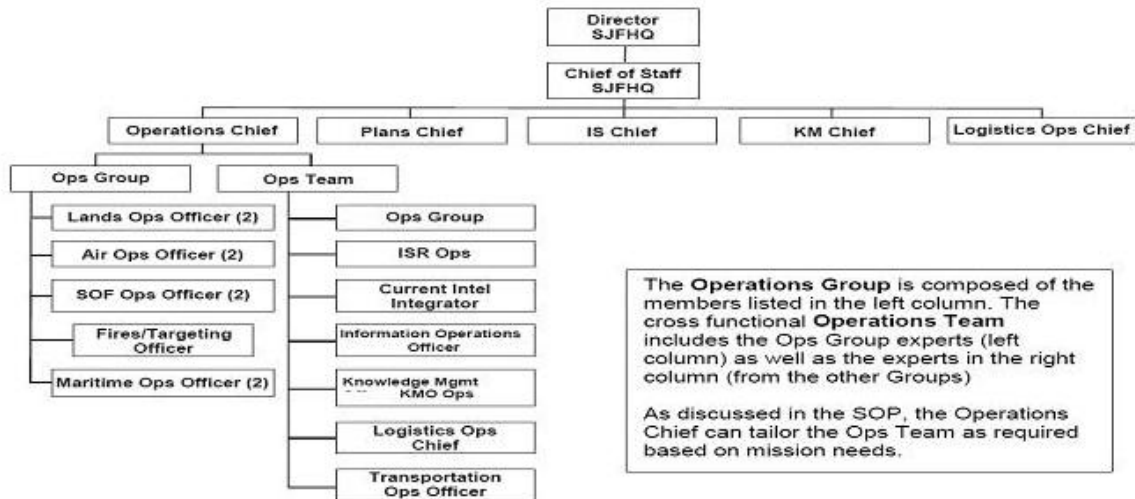 Director
SJFHQ
Chief of Staff
SJFHQ
Operations Chief
Plans Chief
IS Chief
KM Chief
Logistics Ops Chief
Ops Group
Ops Team
Lands Ops Officer (2)
Air Ops Officer (2)
SOF Ops Officer (2)
Fires/Targeting
Officer
Maritime Ops Officer (2)
Ops Group
ISR Ops
Current Intel
Integrator
Information Operations
Officer
Knowledge Mgmt
KMO Ops
Logistics Ops
Chief
Transportation
Ops Officer
The Operations Group is composed of the
members listed in the left column. The
cross functional Operations Team
includes the Ops Group experts (left
column) as well as the experts in the right
column (from the other Groups)
As discussed in the SOP, the Operations
Chief can tailor the Ops Team as required
based on mission needs.